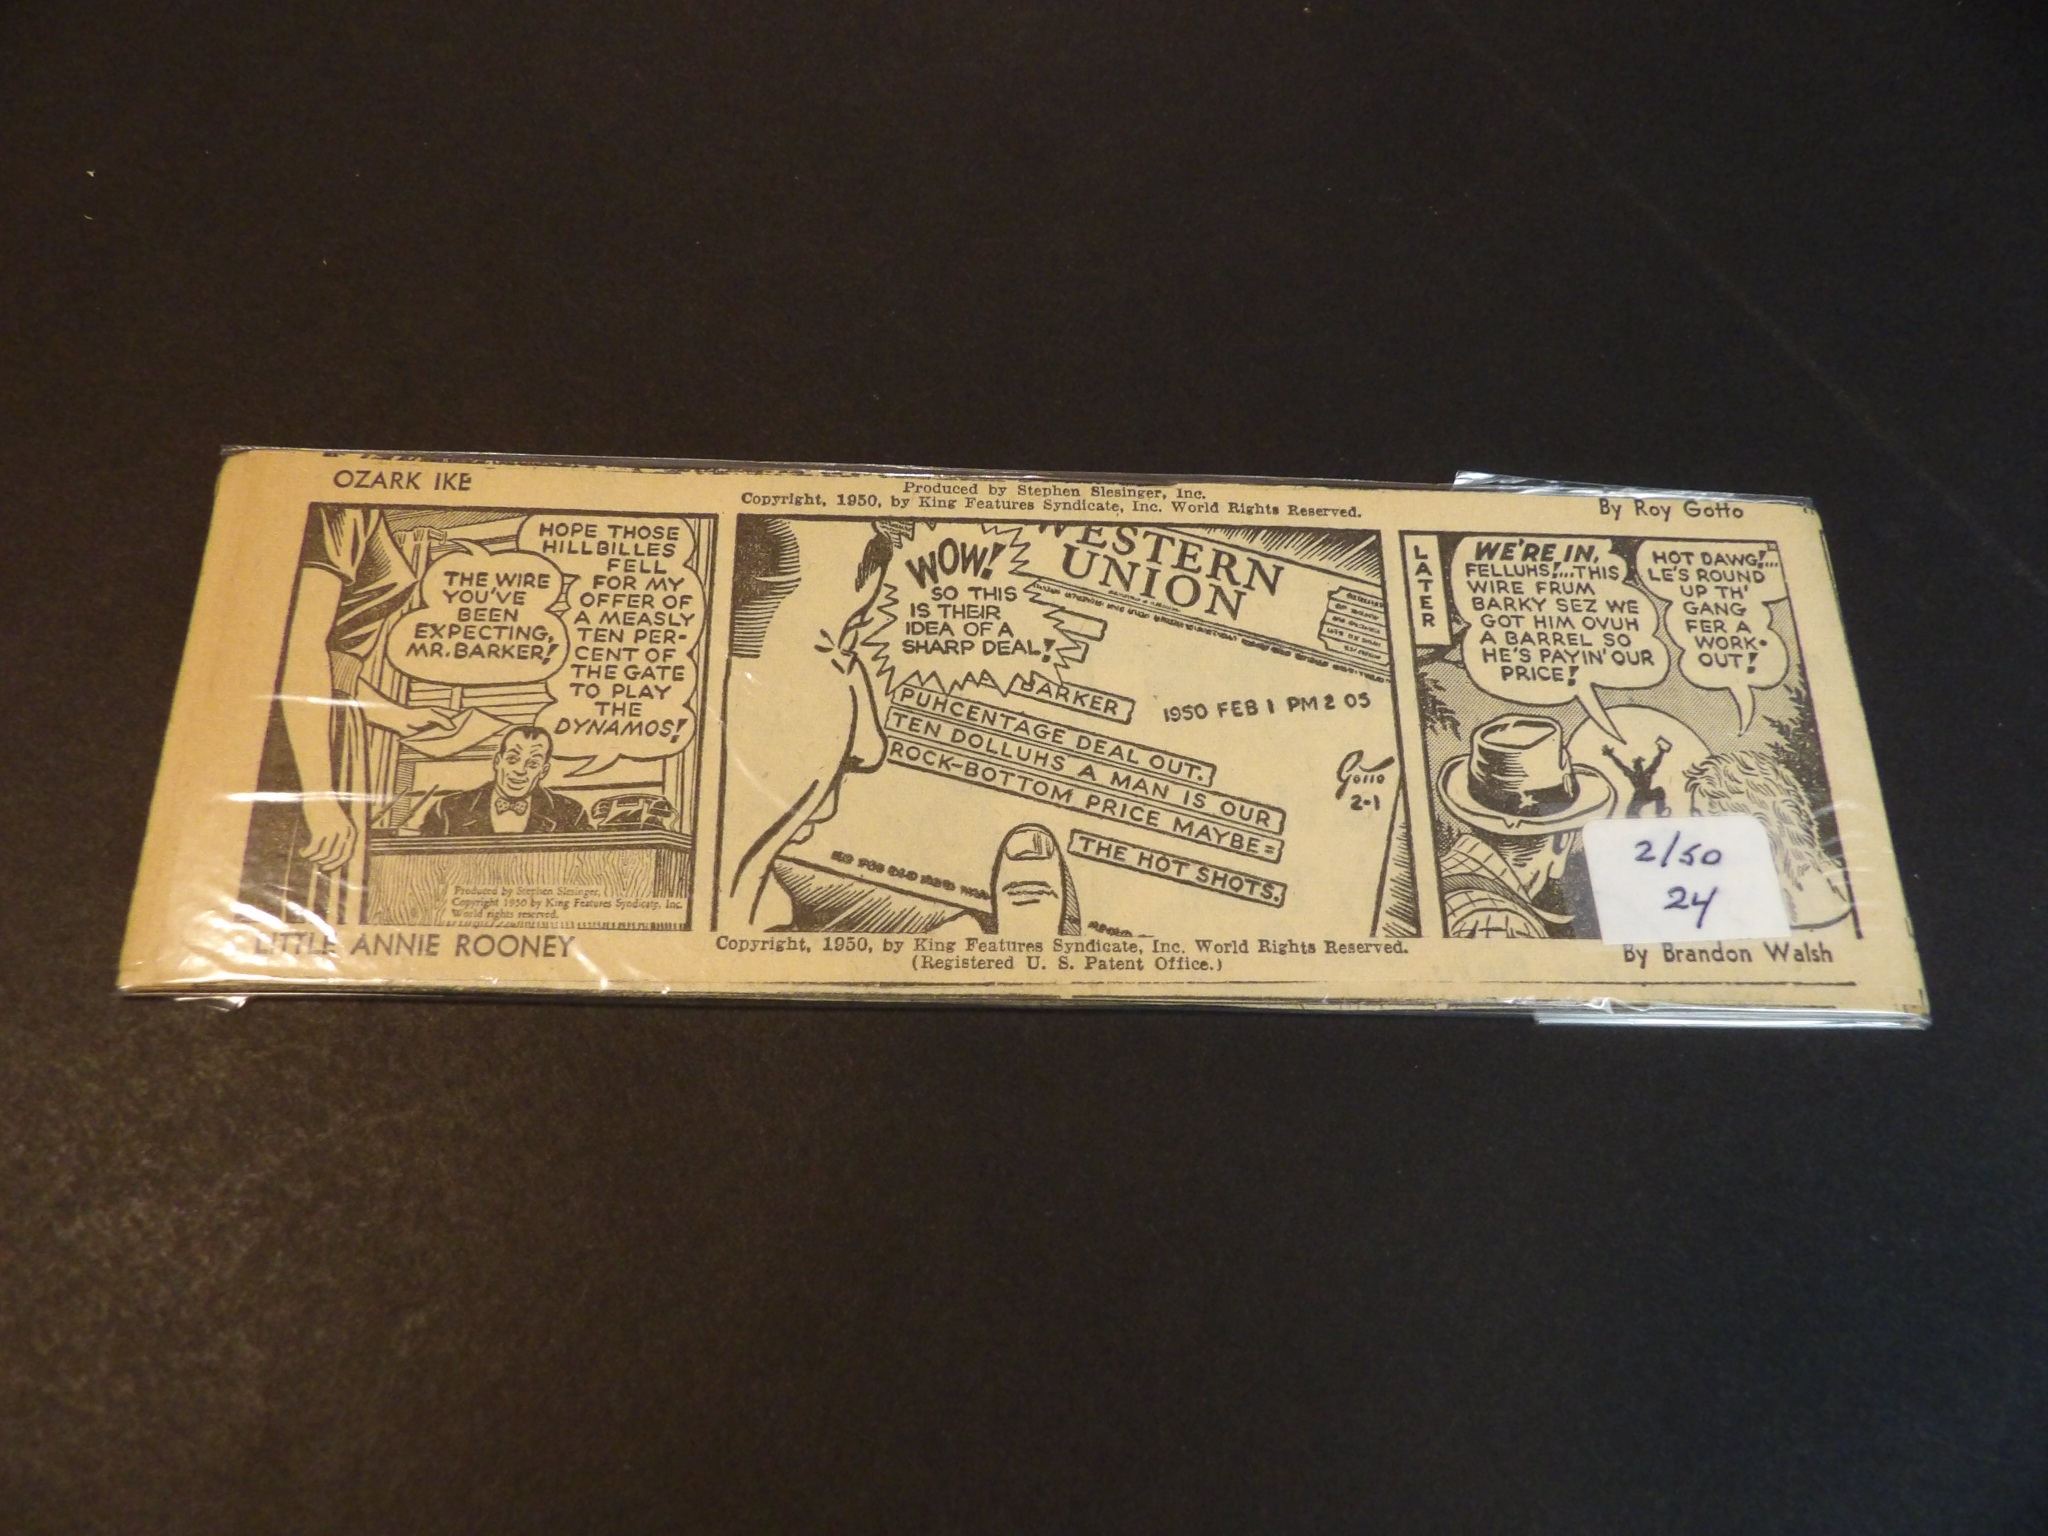 OZARK IKE
Produced by Stephen Slesinger, Inc.
Copyright, 1950, by King Features Syndicate, Inc. World Rights Reserved.
By Roy Gotto
THE WIRE
YOU'VE
BEEN
EXPECTING,
MR. BARKER!
HOPE THOSE
HILLBILLES
FELL
FOR MY
OFFER OF
A MEASLY
TEN PER-
CENT OF
THE GATE
TO PLAY
THE
DYNAMOS!
Produced by Stephen Slesinger,
Copyright 1950 by King Features Syndicate, Inc.
World rights reserved.
WOW!
SO THIS
IS THEIR
IDEA OF A
SHARP DEAL!
WESTERN
UNION
BARKER
1950 FEB 1 PM 2 05
PUHCENTAGE DEAL OUT.
TEN DOLLUHS A MAN IS OUR
ROCK-BOTTOM PRICE MAYBE=
THE HOT SHOTS.
Gotto
2-1
LATER
WE'RE IN,
FELLUHS!...THIS
WIRE FRUM
BARKY SEZ WE
GOT HIM OVUH
A BARREL SO
HE'S PAYIN' OUR
PRICE!
HOT DAWG!...
LE'S ROUND
UP TH'
GANG
FER A
WORK-
OUT!
2/50
24
LITTLE ANNIE ROONEY
Copyright, 1950, by King Features Syndicate, Inc. World Rights Reserved.
(Registered U. S. Patent Office.)
By Brandon Walsh